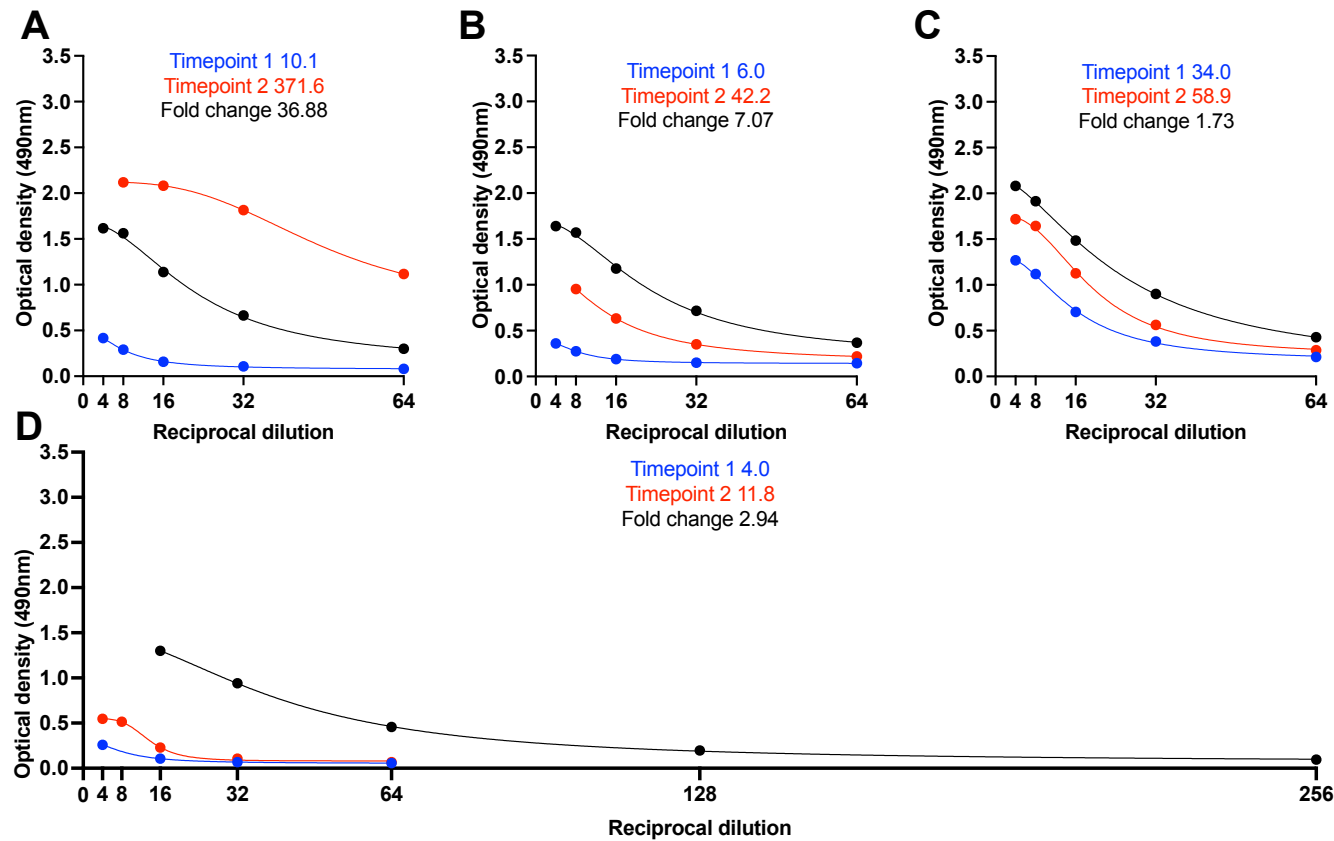 A
Timepoint 1 10.1
Timepoint 2 371.6
Fold change 36.88
Optical density (490nm)
3.5
3.0
2.5
2.0
1.5
1.0
0.5
0.0
0 4 8 16 32 64
Reciprocal dilution
B
Timepoint 1 6.0
Timepoint 2 42.2
Fold change 7.07
Optical density (490nm)
3.5
3.0
2.5
2.0
1.5
1.0
0.5
0.0
0 4 8 16 32 64
Reciprocal dilution
C
Timepoint 1 34.0
Timepoint 2 58.9
Fold change 1.73
Optical density (490nm)
3.5
3.0
2.5
2.0
1.5
1.0
0.5
0.0
0 4 8 16 32 64
Reciprocal dilution
D
Timepoint 1 4.0
Timepoint 2 11.8
Fold change 2.94
Optical density (490nm)
3.5
3.0
2.5
2.0
1.5
1.0
0.5
0.0
0 4 8 16 32 64 128 256
Reciprocal dilution